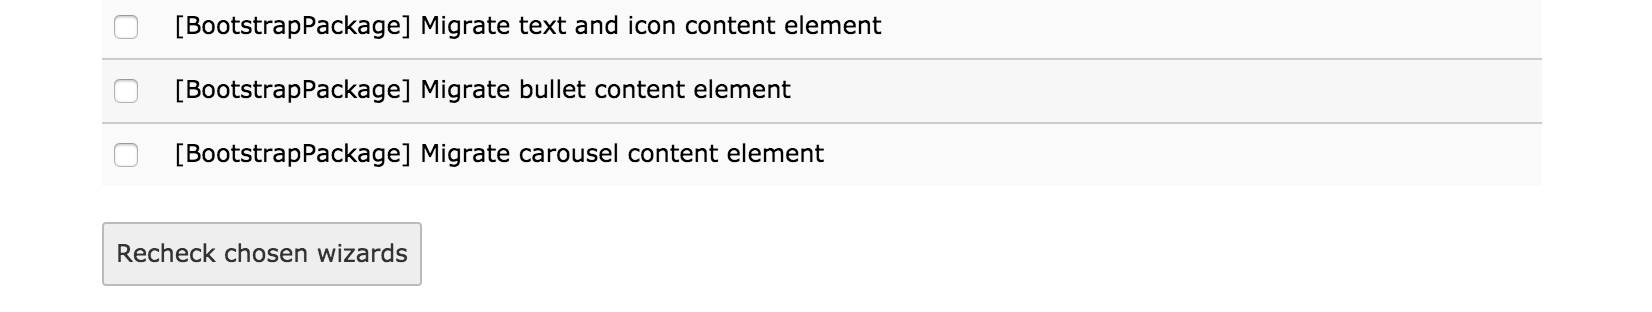 [BootstrapPackage] Migrate text and icon content element
[BootstrapPackage] Migrate bullet content element
[BootstrapPackage] Migrate carousel content element
Recheck chosen wizards